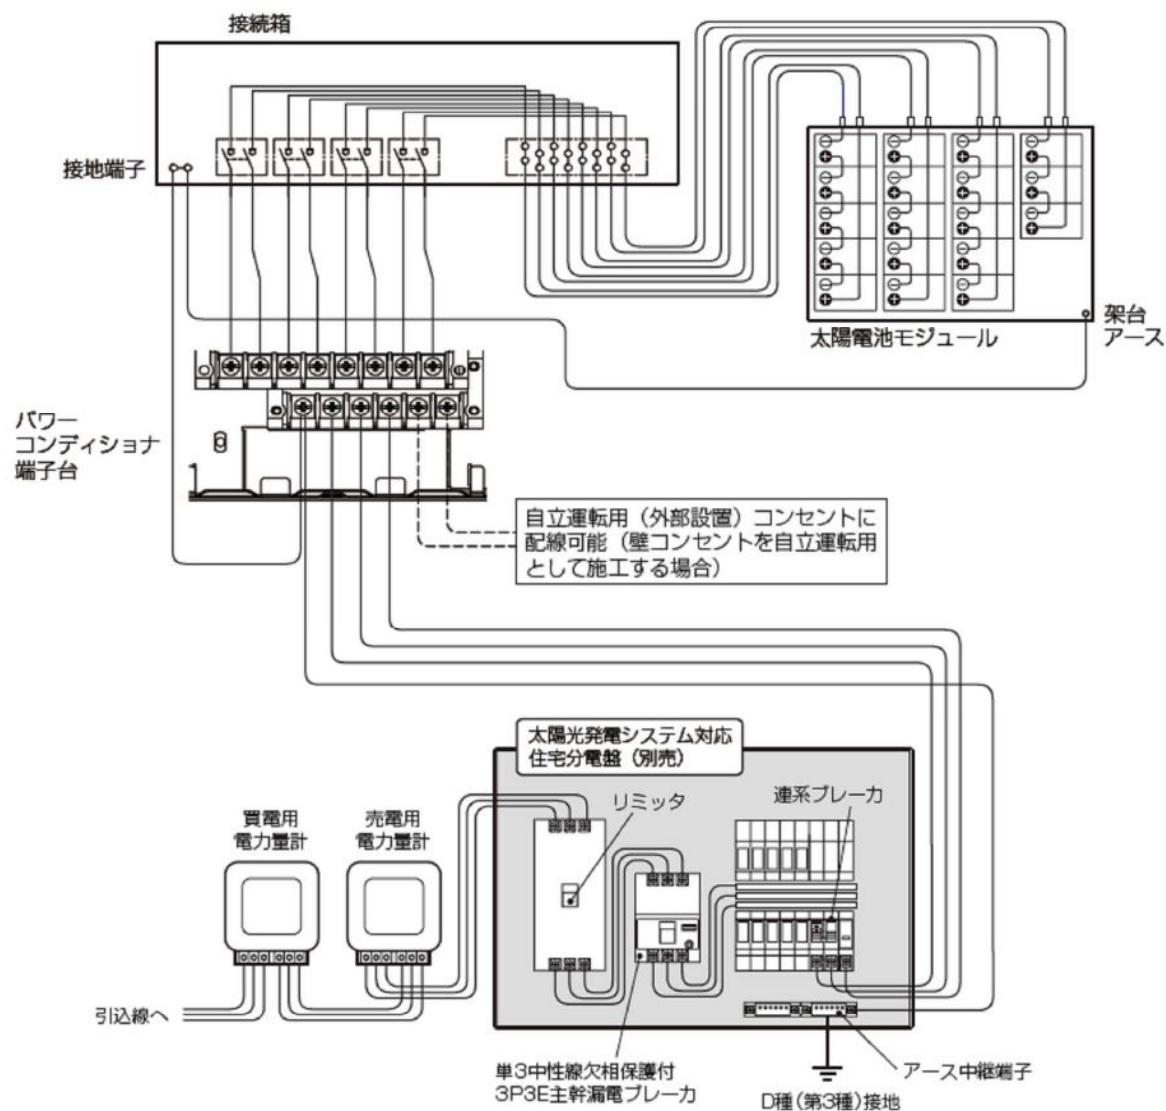 接続箱
接地端子
太陽電池モジュール
架台
アース
パワー
コンディショナ
端子台
自立運転用（外部設置）コンセントに
配線可能（壁コンセントを自立運転用
として施工する場合）
太陽光発電システム対応
住宅分電盤（別売）
リミッタ
連系ブレーカ
買電用
電力量計
売電用
電力量計
引込線へ
単3中性線欠相保護付
3P3E主幹漏電ブレーカ
アース中継端子
D種（第3種）接地